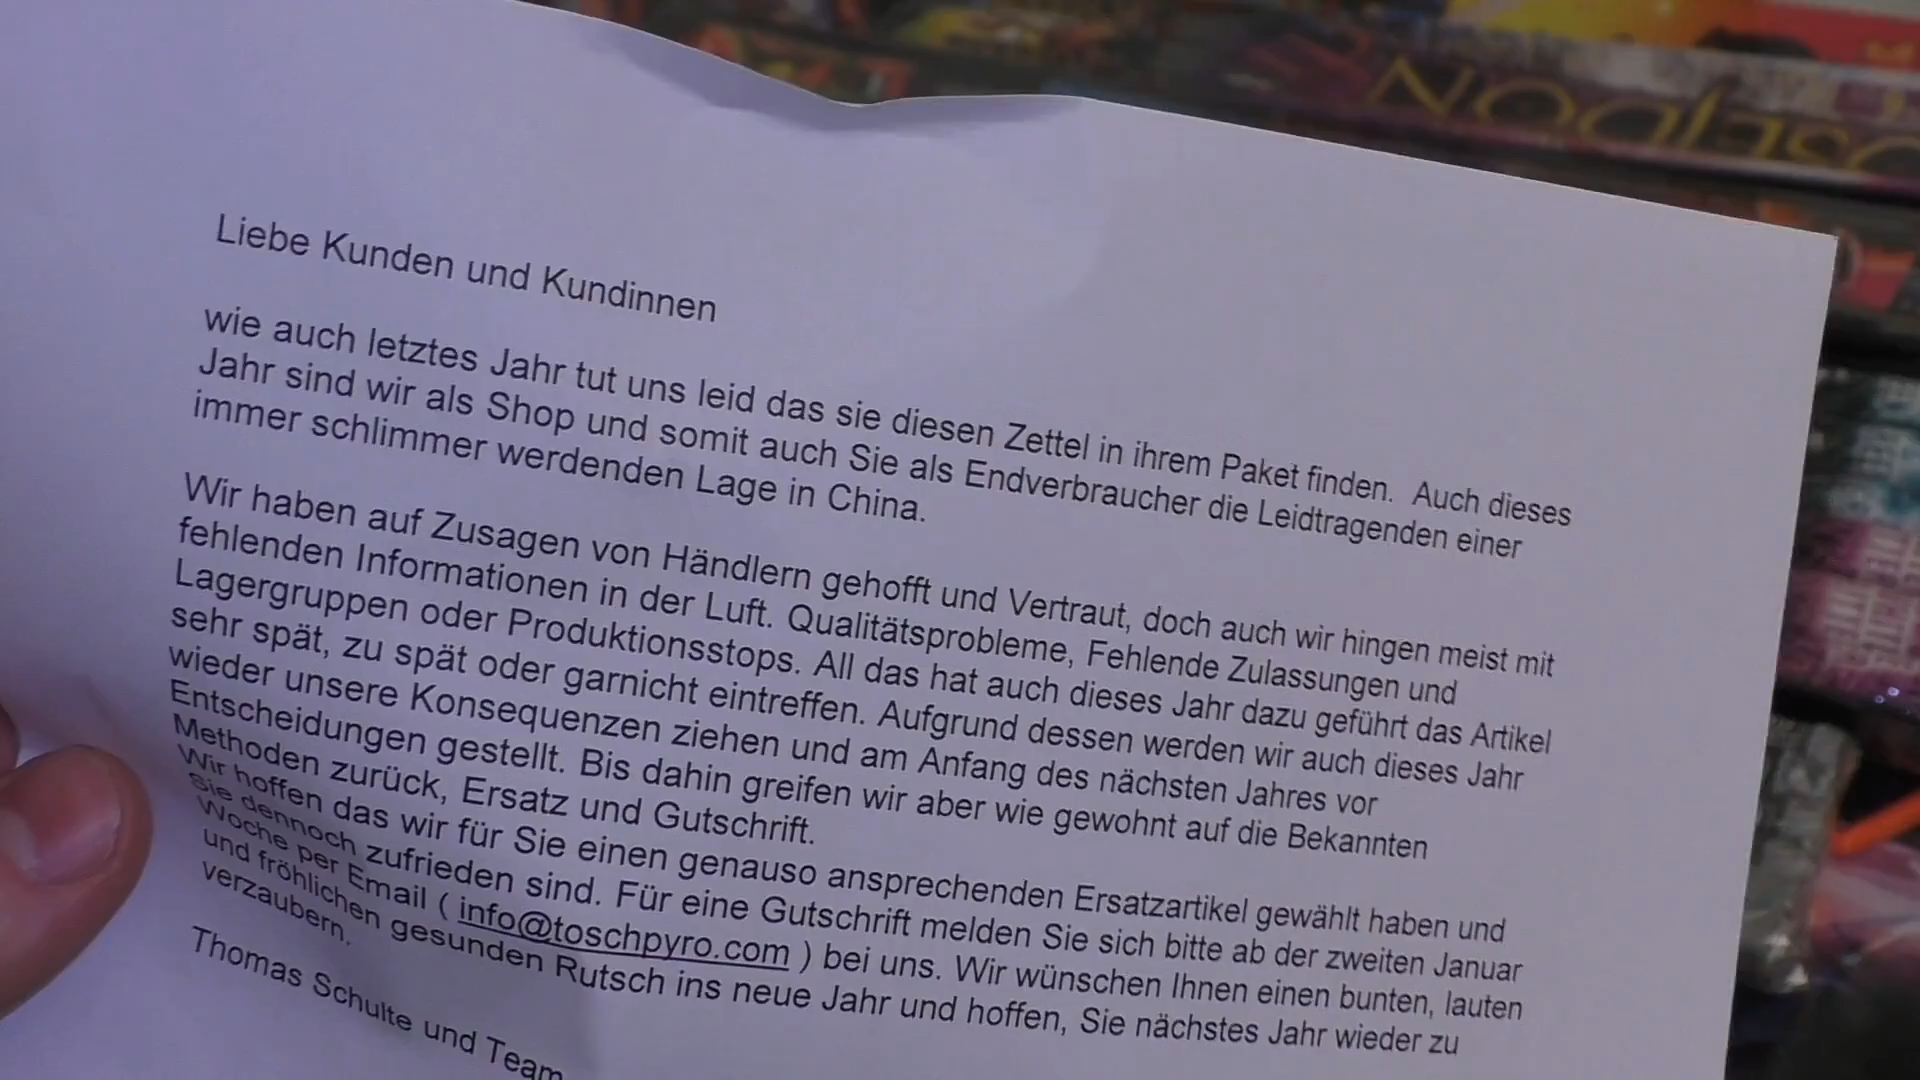 Liebe Kunden und Kundinnen
wie auch letztes Jahr tut uns leid das sie diesen Zettel in ihrem Paket finden. Auch dieses
Jahr sind wir als Shop und somit auch Sie als Endverbraucher die Leidtragenden einer
immer schlimmer werdenden Lage in China.
Wir haben auf Zusagen von Händlern gehofft und Vertraut, doch auch wir hingen meist mit
fehlenden Informationen in der Luft. Qualitätsprobleme, Fehlende Zulassungen und
Lagergruppen oder Produktionsstops. All das hat auch dieses Jahr dazu geführt das Artikel
sehr spät, zu spät oder garnicht eintreffen. Aufgrund dessen werden wir auch dieses Jahr
wieder unsere Konsequenzen ziehen und am Anfang des nächsten Jahres vor
Entscheidungen gestellt. Bis dahin greifen wir aber wie gewohnt auf die Bekannten
Methoden zurück, Ersatz und Gutschrift.
Wir hoffen das wir für Sie einen genauso ansprechenden Ersatzartikel gewählt haben und
Sie dennoch zufrieden sind. Für eine Gutschrift melden Sie sich bitte ab der zweiten Januar
Woche per Email ( info@toschpyro.com ) bei uns. Wir wünschen Ihnen einen bunten, lauten
und fröhlichen gesunden Rutsch ins neue Jahr und hoffen, Sie nächstes Jahr wieder zu
verzaubern.
Thomas Schulte und Team